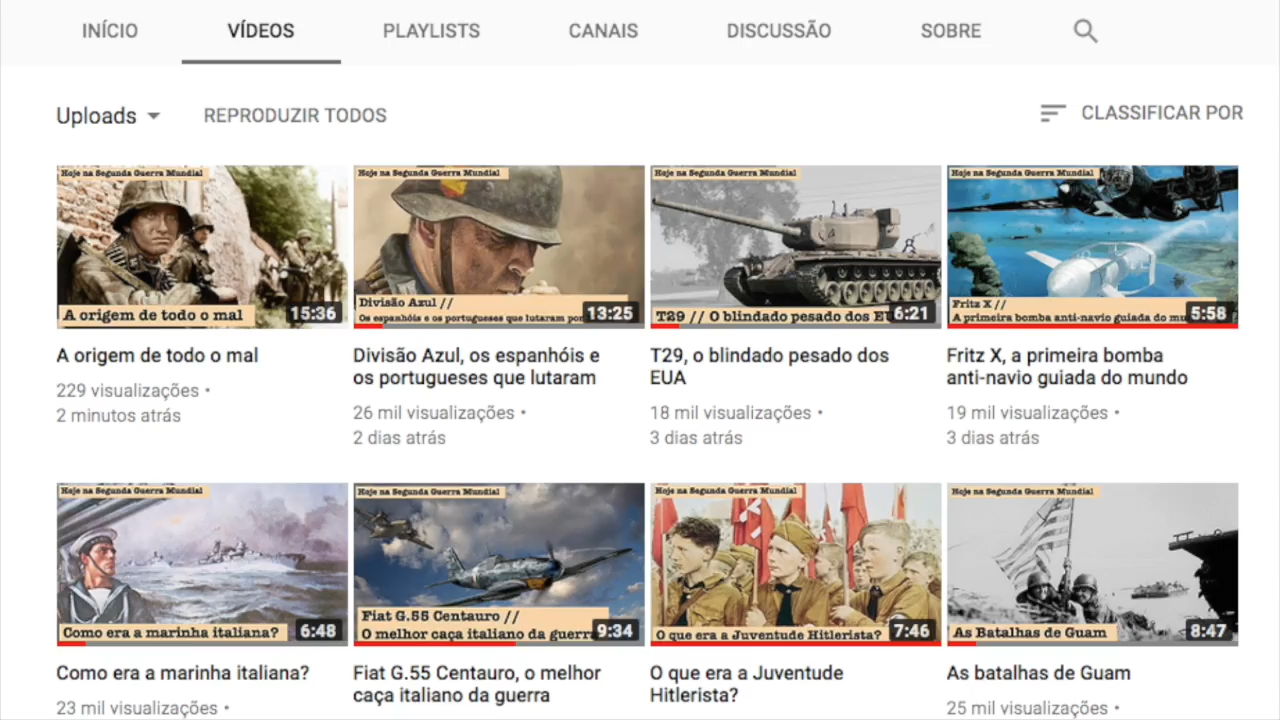 INÍCIO
VÍDEOS
PLAYLISTS
CANAIS
DISCUSSÃO
SOBRE
Uploads
REPRODUZIR TODOS
CLASSIFICAR POR
Hoje na Segunda Guerra Mundial
A origem de todo o mal
15:36
Hoje na Segunda Guerra Mundial
Divisão Azul //
Os espanhóis e os portugueses que lutaram
13:25
Hoje na Segunda Guerra Mundial
T29 // O blindado pesado dos
6:21
Hoje na Segunda Guerra Mundial
Fritz X //
A primeira bomba anti-navio guiada do
5:58
A origem de todo o mal
229 visualizações •
2 minutos atrás
Divisão Azul, os espanhóis e
os portugueses que lutaram
26 mil visualizações •
2 dias atrás
T29, o blindado pesado dos
EUA
18 mil visualizações •
3 dias atrás
Fritz X, a primeira bomba
anti-navio guiada do mundo
19 mil visualizações •
3 dias atrás
Hoje na Segunda Guerra Mundial
Como era a marinha italiana?
6:48
Hoje na Segunda Guerra Mundial
Fiat G.55 Centauro //
O melhor caça italiano da guerra
9:34
Hoje na Segunda Guerra Mundial
O que era a Juventude Hitlerista?
7:46
Hoje na Segunda Guerra Mundial
As Batalhas de Guam
8:47
Como era a marinha italiana?
23 mil visualizações •
Fiat G.55 Centauro, o melhor
caça italiano da guerra
O que era a Juventude
Hitlerista?
As batalhas de Guam
25 mil visualizações •